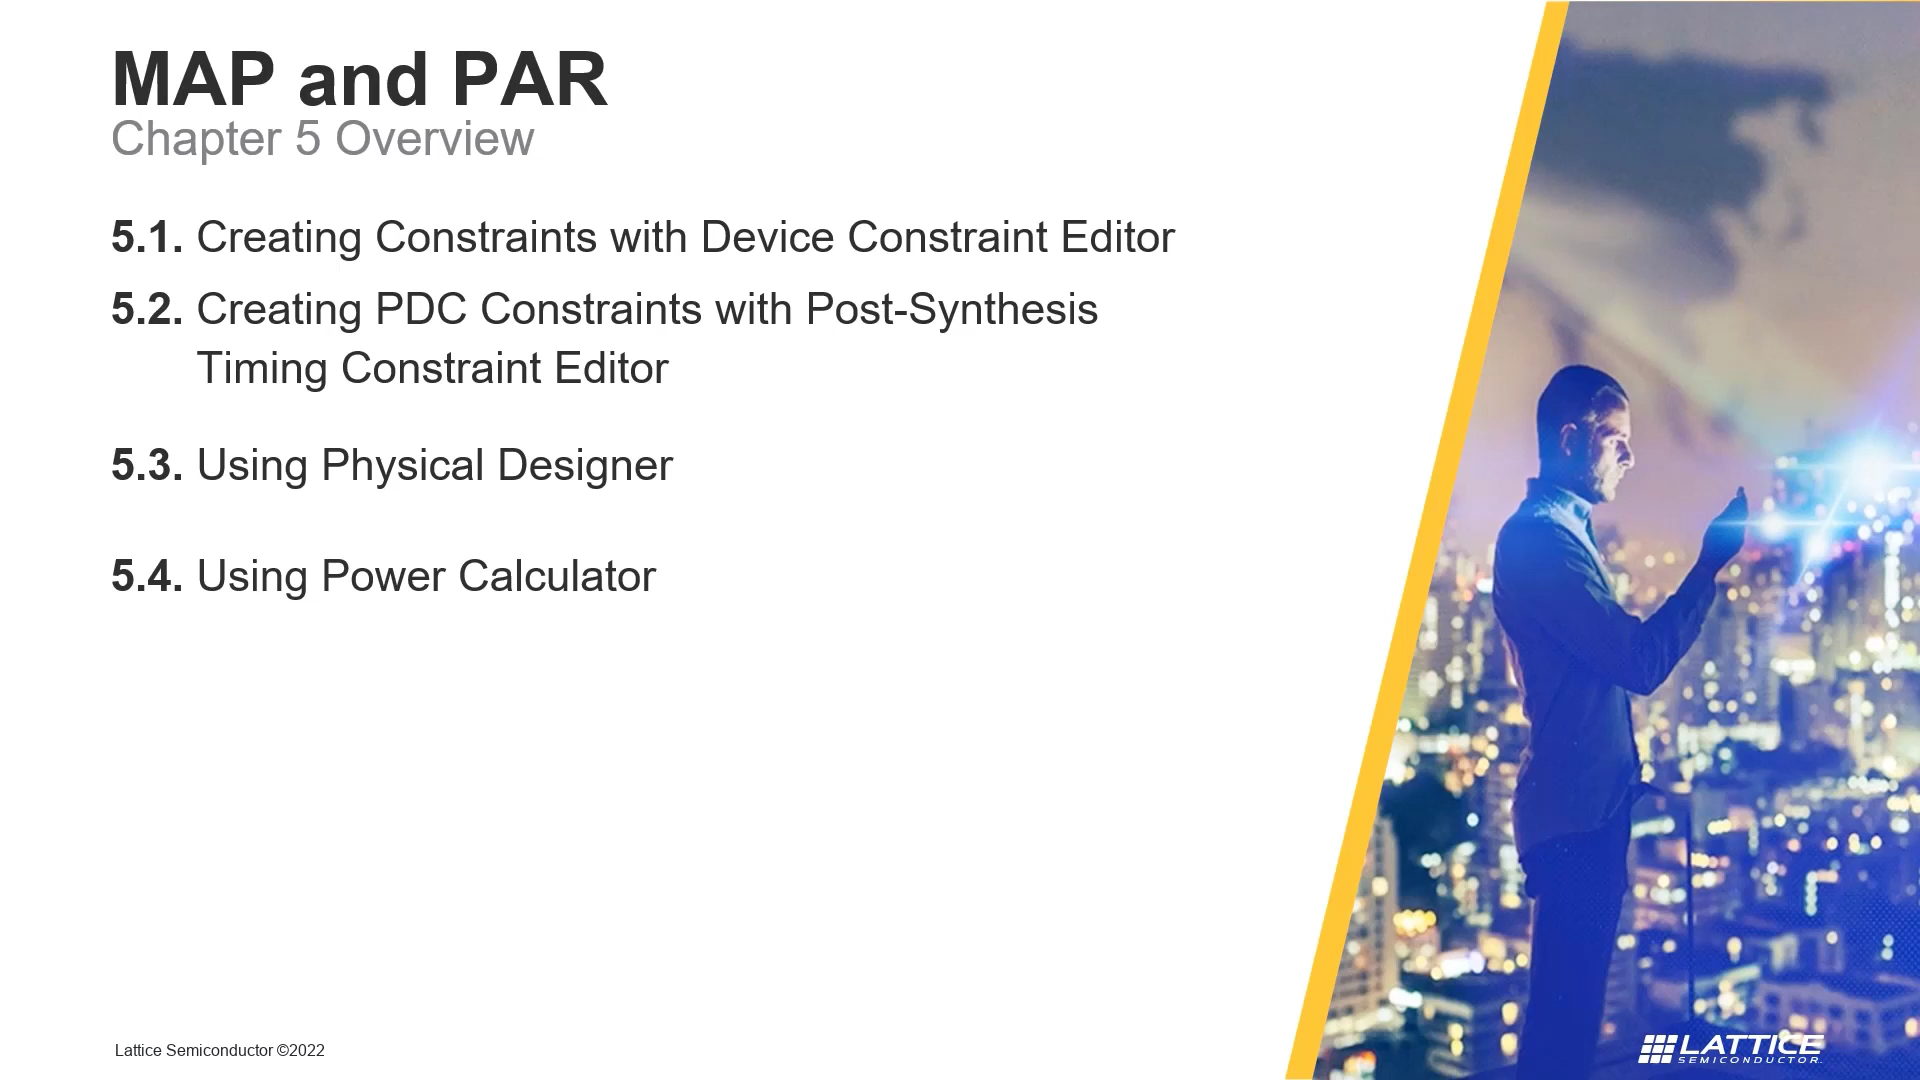 MAP and PAR
Chapter 5 Overview
5.1. Creating Constraints with Device Constraint Editor
5.2. Creating PDC Constraints with Post-Synthesis
Timing Constraint Editor
5.3. Using Physical Designer
5.4. Using Power Calculator
Lattice Semiconductor ©2022
LATTICE
SEMICONDUCTOR.